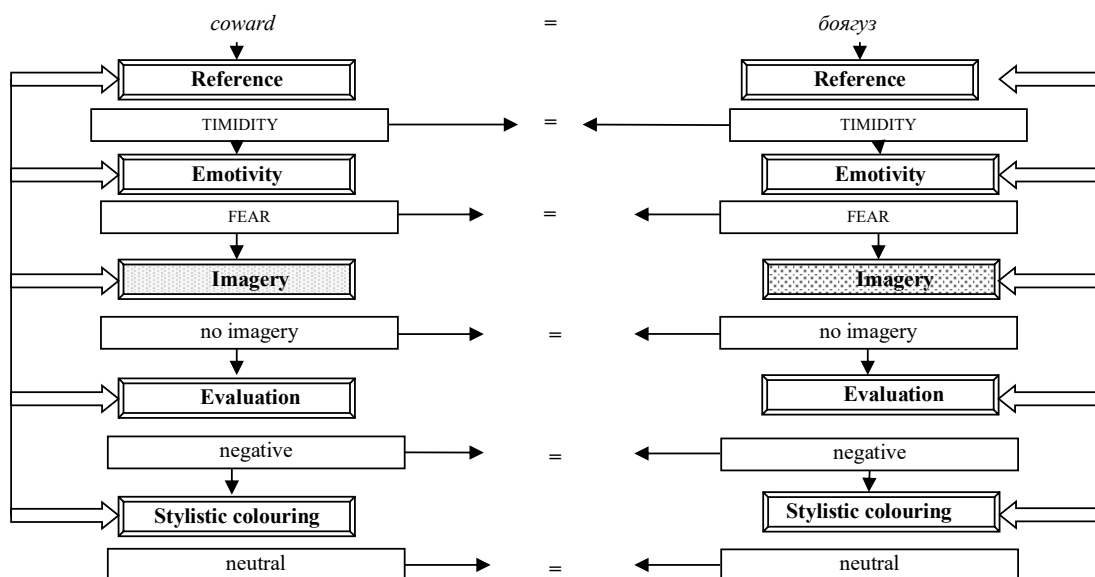 coward = боягуз
Reference Reference
TIMIDITY = TIMIDITY
Emotivity Emotivity
FEAR = FEAR
Imagery Imagery
no imagery = no imagery
Evaluation Evaluation
negative = negative
Stylistic colouring Stylistic colouring
neutral = neutral